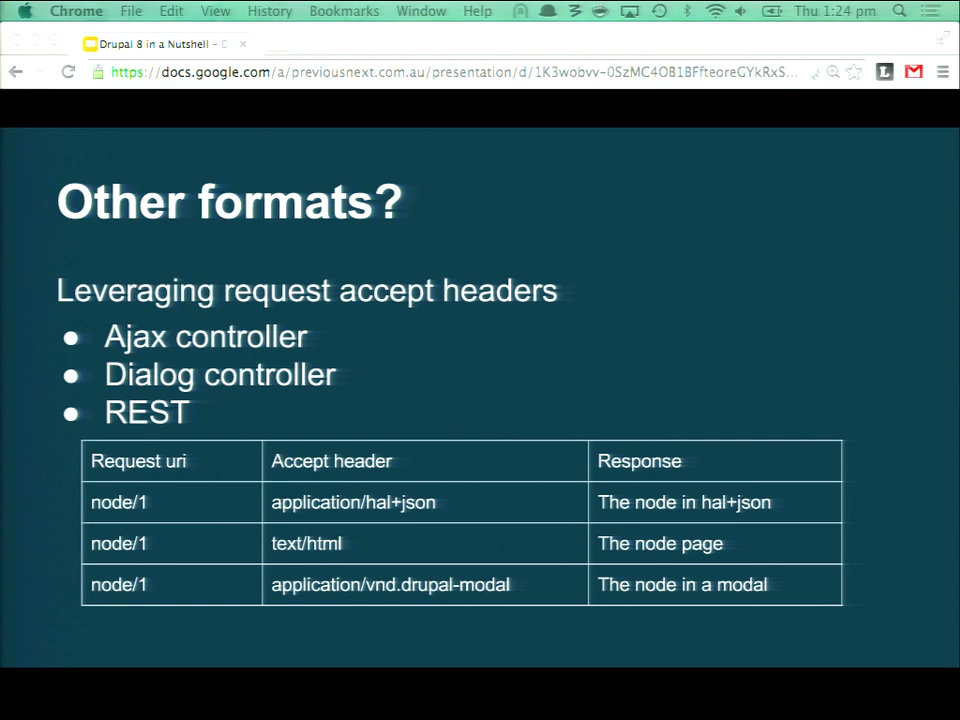 Chrome File Edit View History Bookmarks Window Help Thu 1:24 pm
Drupal 8 in a Nutshell -
https://docs.google.com/a/previousnext.com.au/presentation/d/1K3wobvv-0SzMC4OB1BFfteoreGYkRxS...
Other formats?
Leveraging request accept headers
● Ajax controller
● Dialog controller
● REST
Request uri Accept header Response
node/1 application/hal+json The node in hal+json
node/1 text/html The node page
node/1 application/vnd.drupal-modal The node in a modal